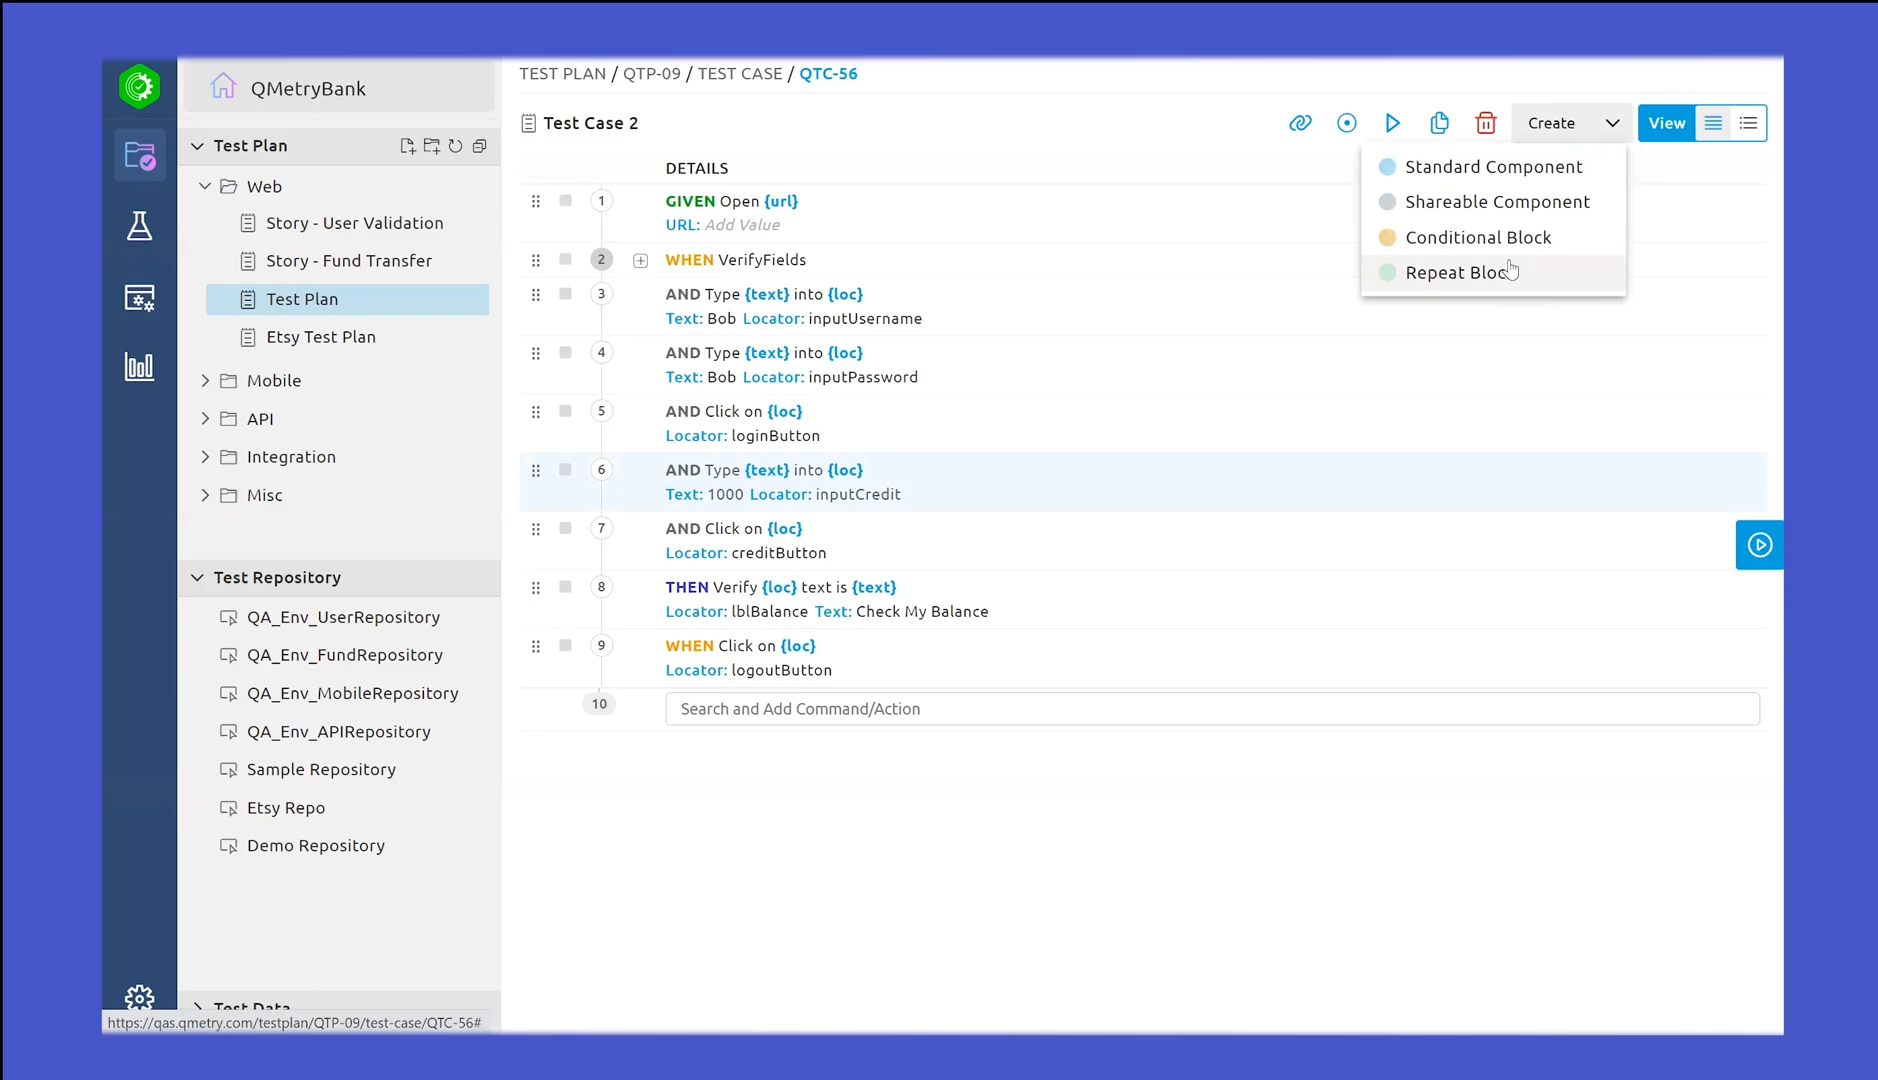 QMetryBank
TEST PLAN / QTP-09 / TEST CASE / QTC-56
Test Case 2
Create
View
Test Plan
Web
Story - User Validation
Story - Fund Transfer
Test Plan
Etsy Test Plan
Mobile
API
Integration
Misc
Test Repository
QA_Env_UserRepository
QA_Env_FundRepository
QA_Env_MobileRepository
QA_Env_APIRepository
Sample Repository
Etsy Repo
Demo Repository
Test Data
https://qas.qmetry.com/testplan/QTP-09/test-case/QTC-56#
Standard Component
Shareable Component
Conditional Block
Repeat Block
DETAILS
1 GIVEN Open {url}
URL: Add Value
2 WHEN VerifyFields
3 AND Type {text} into {loc}
Text: Bob Locator: inputUsername
4 AND Type {text} into {loc}
Text: Bob Locator: inputPassword
5 AND Click on {loc}
Locator: loginButton
6 AND Type {text} into {loc}
Text: 1000 Locator: inputCredit
7 AND Click on {loc}
Locator: creditButton
8 THEN Verify {loc} text is {text}
Locator: lblBalance Text: Check My Balance
9 WHEN Click on {loc}
Locator: logoutButton
10 Search and Add Command/Action